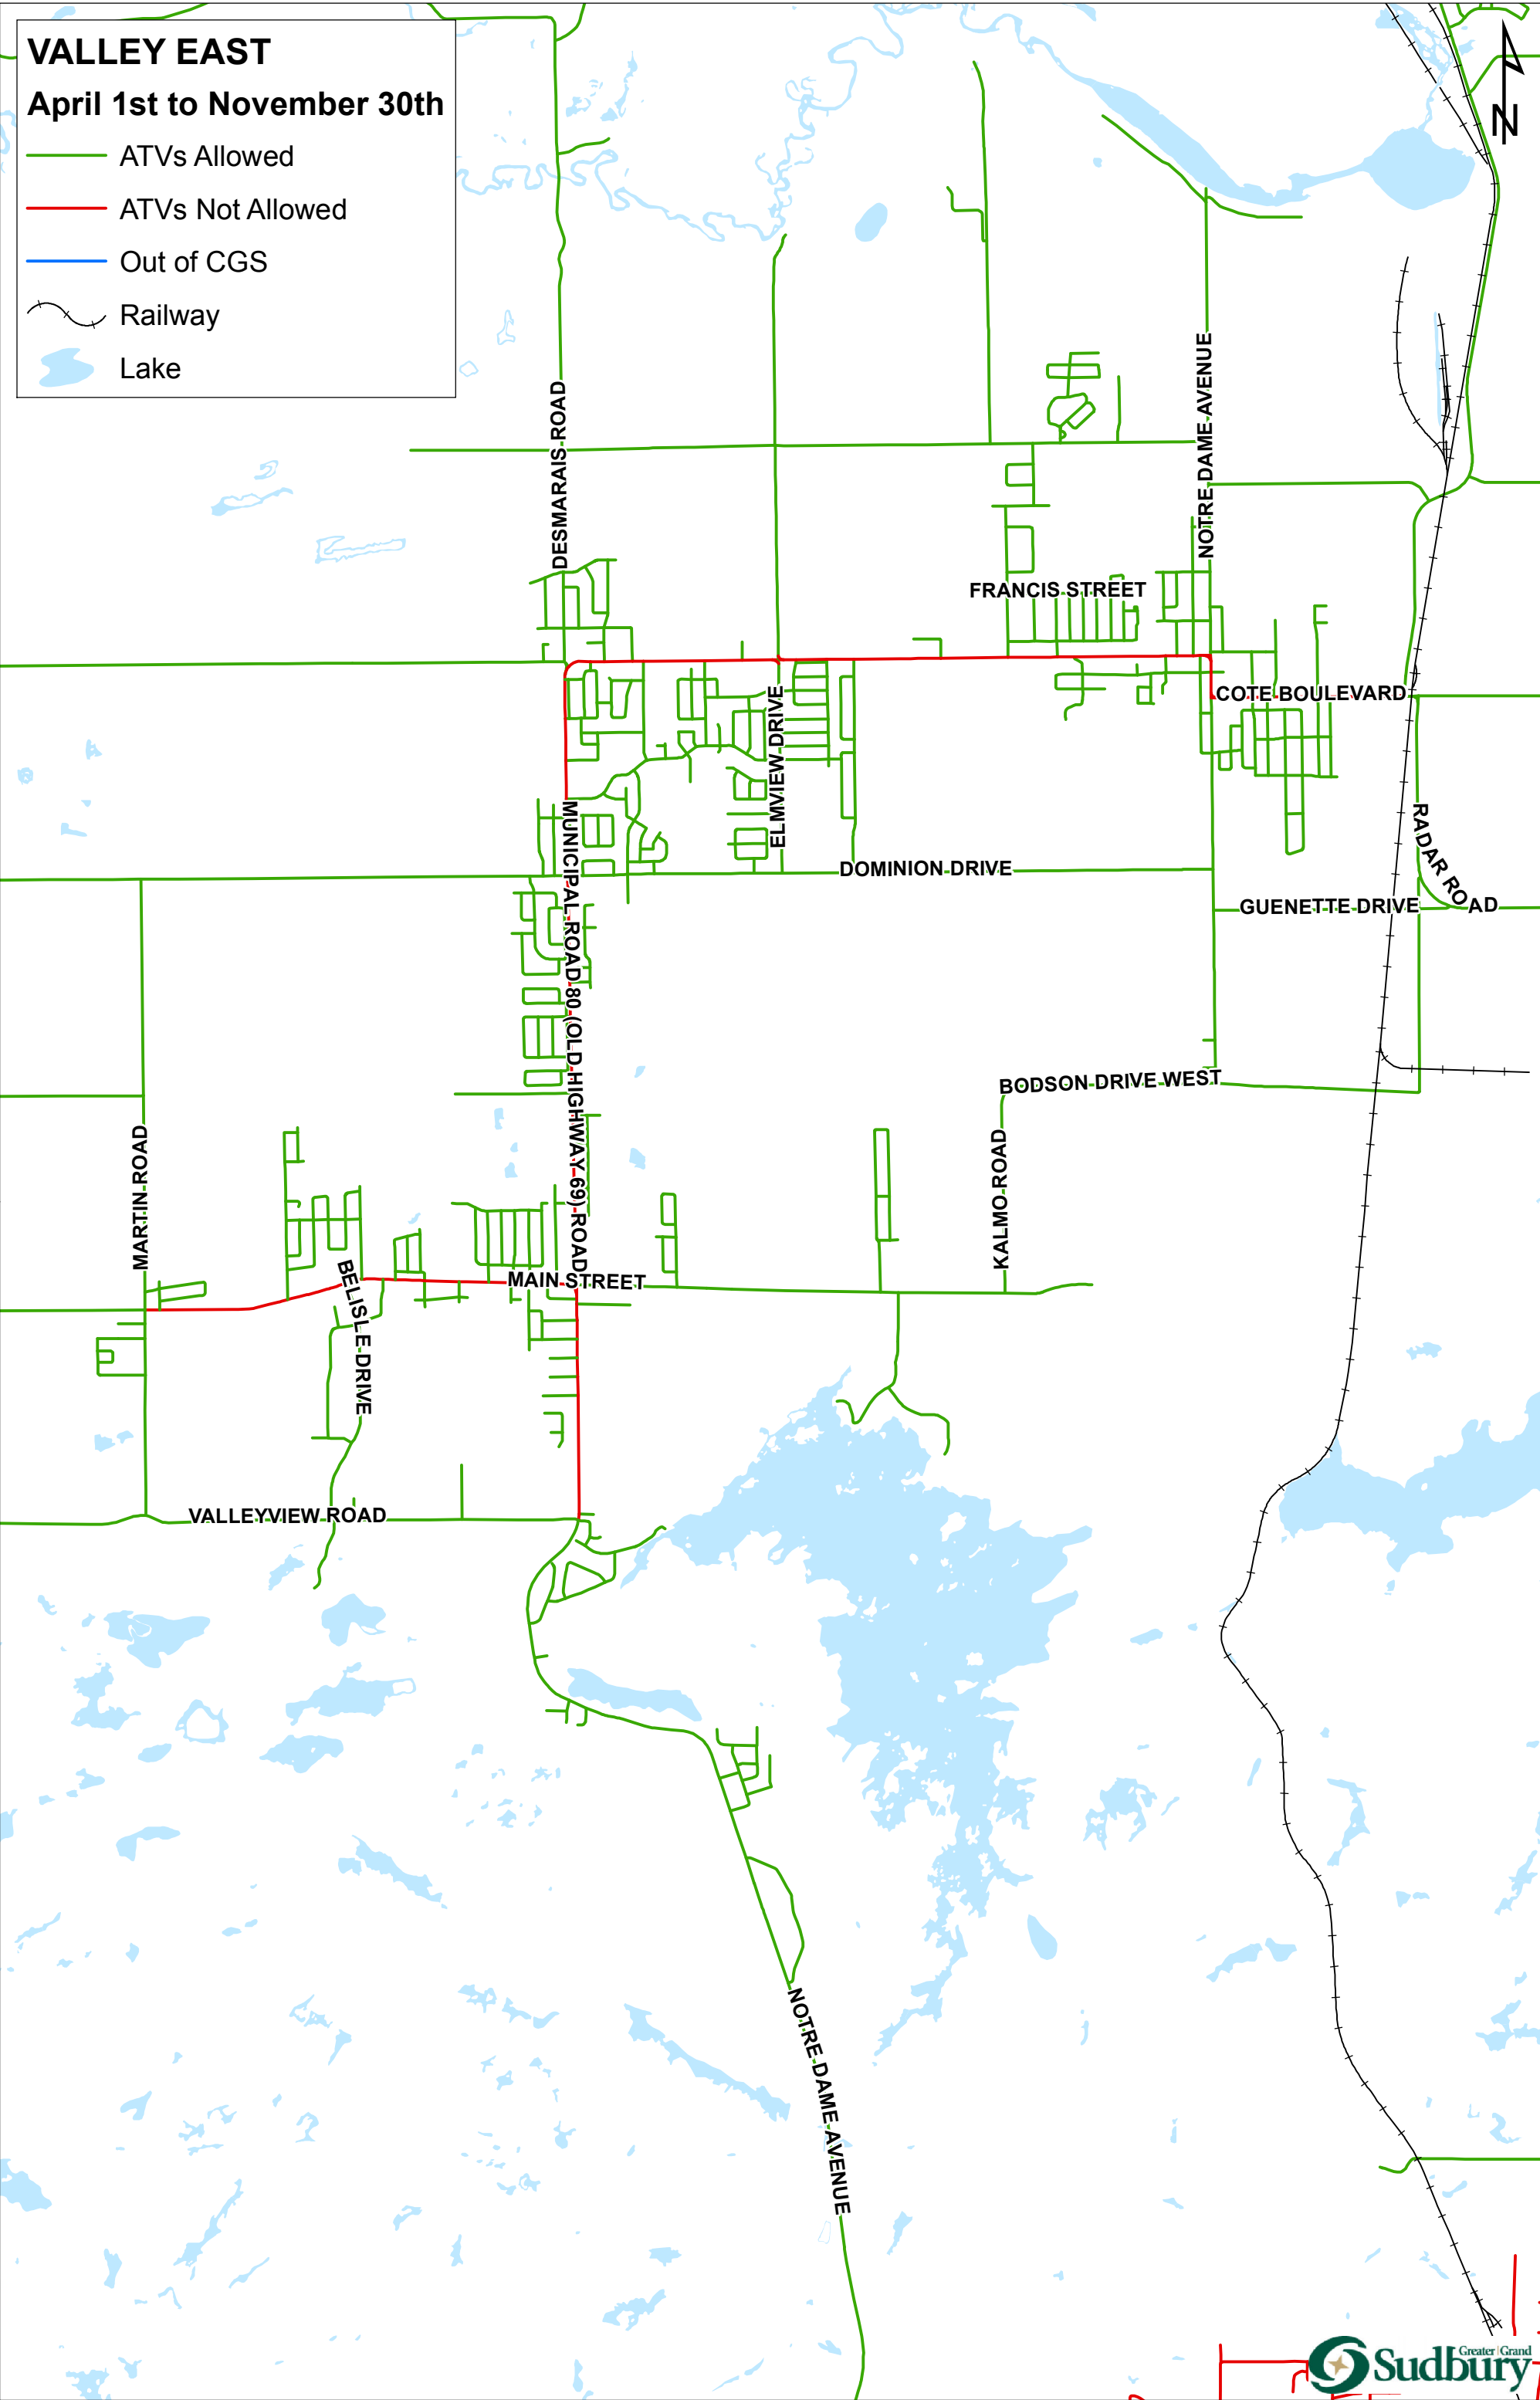 VALLEY EAST
April 1st to November 30th
ATVs Allowed
ATVs Not Allowed
Out of CGS
Railway
Lake
N
DESMARAIS ROAD
NOTRE DAME AVENUE
FRANCIS STREET
COTE BOULEVARD
ELMVIEW DRIVE
MUNICIPAL ROAD 80 (OLD HIGHWAY 69) ROAD
DOMINION DRIVE
RADAR ROAD
GUENETTE DRIVE
BODSON DRIVE WEST
MARTIN ROAD
KALMO ROAD
MAIN STREET
BELISLE DRIVE
VALLEYVIEW ROAD
NOTRE DAME AVENUE
Greater Grand
Sudbury